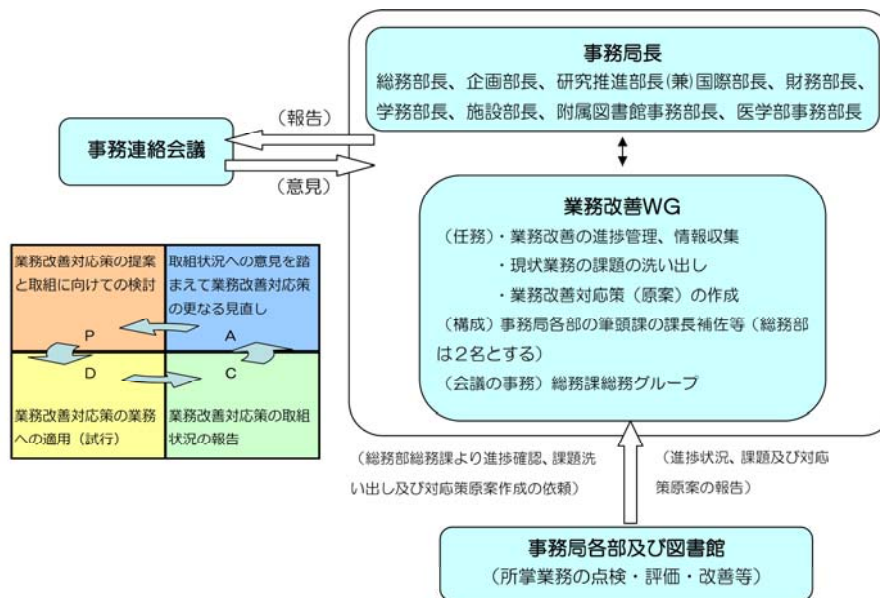 事務局長
総務部長、企画部長、研究推進部長(兼)国際部長、財務部長、
学務部長、施設部長、附属図書館事務部長、医学部事務部長
（報告）
事務連絡会議
（意見）
業務改善WG
（任務）・業務改善の進捗管理、情報収集
・現状業務の課題の洗い出し
・業務改善対応策（原案）の作成
（構成）事務局各部の筆頭課の課長補佐等（総務部
は２名とする）
（会議の事務）総務課総務グループ
業務改善対応策の提案
と取組に向けての検討
P
取組状況への意見を踏
まえて業務改善対応策
の更なる見直し
A
D
業務改善対応策の業務
への適用（試行）
C
業務改善対応策の取組
状況の報告
（総務部総務課より進捗確認、課題洗
い出し及び対応策原案作成の依頼）
（進捗状況、課題及び対応
策原案の報告）
事務局各部及び図書館
（所掌業務の点検・評価・改善等）